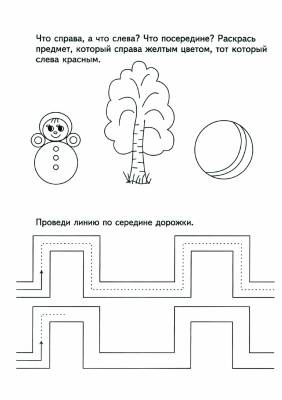 Что справа, а что слева? Что посередине? Раскрась
предмет, который справа желтым цветом, тот который
слева красным.
Проведи линию по середине дорожки.